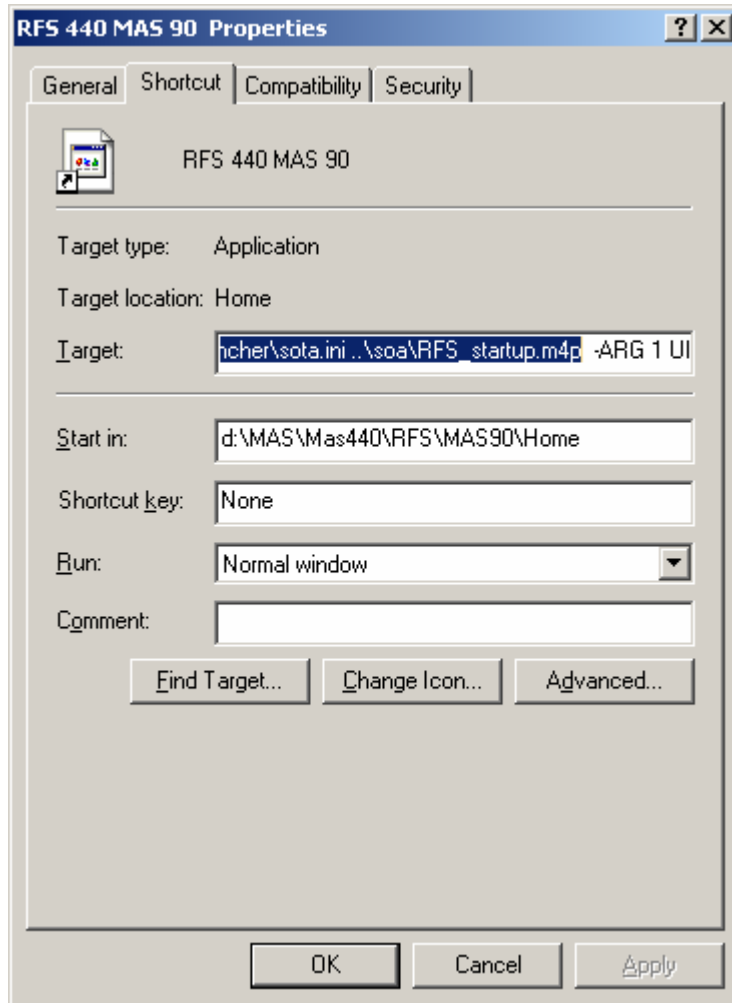 RFS 440 MAS 90 Properties
General Shortcut Compatibility Security
RFS 440 MAS 90
Target type: Application
Target location: Home
Target: ncher\sota.ini ..\soa\RFS_startup.m4p -ARG 1 UI
Start in: d:\MAS\Mas440\RFS\MAS90\Home
Shortcut key: None
Run: Normal window
Comment:
Find Target... Change Icon... Advanced...
OK Cancel Apply